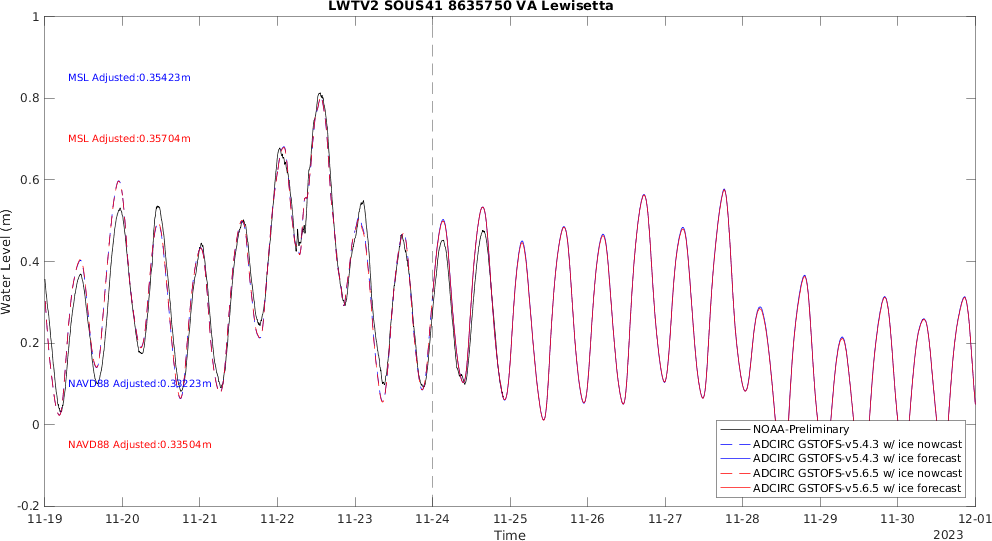 LWTV2 SOUS41 8635750 VA Lewisetta
MSL Adjusted:0.35423m
MSL Adjusted:0.35704m
NAVD88 Adjusted:0.33223m
NAVD88 Adjusted:0.33504m
Water Level (m)
1
0.8
0.6
0.4
0.2
0
-0.2
NOAA-Preliminary
ADCIRC GSTOFS-v5.4.3 w/ ice nowcast
ADCIRC GSTOFS-v5.4.3 w/ ice forecast
ADCIRC GSTOFS-v5.6.5 w/ ice nowcast
ADCIRC GSTOFS-v5.6.5 w/ ice forecast
11-19 11-20 11-21 11-22 11-23 11-24 11-25 11-26 11-27 11-28 11-29 11-30 12-01
Time
2023